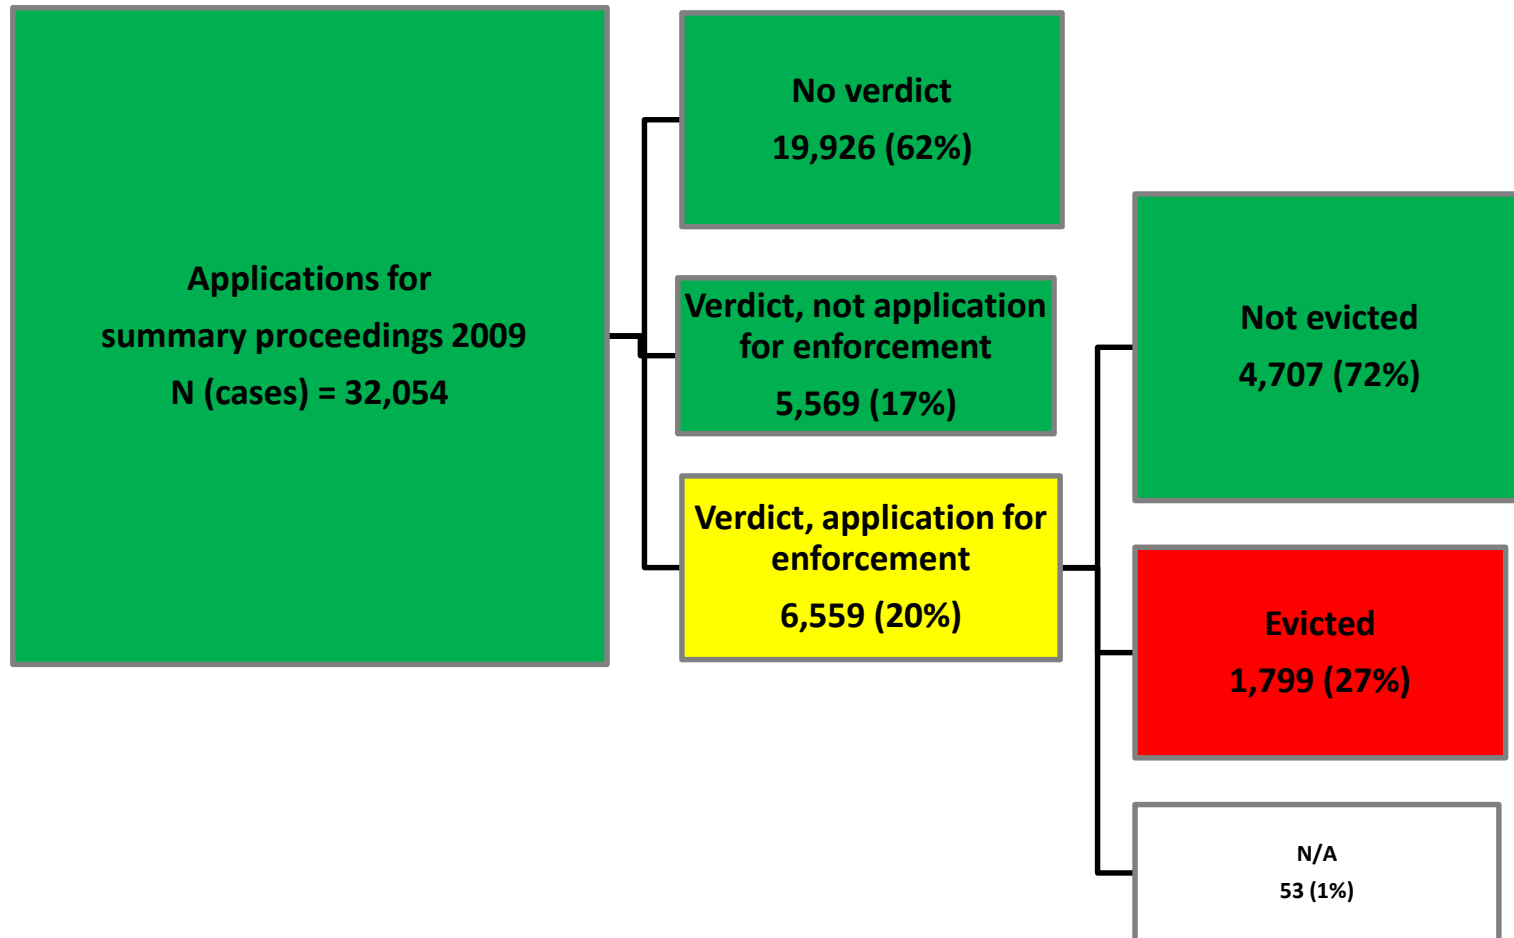 Applications for
summary proceedings 2009
N (cases) = 32,054
No verdict
19,926 (62%)
Verdict, not application
for enforcement
5,569 (17%)
Verdict, application for
enforcement
6,559 (20%)
Not evicted
4,707 (72%)
Evicted
1,799 (27%)
N/A
53 (1%)